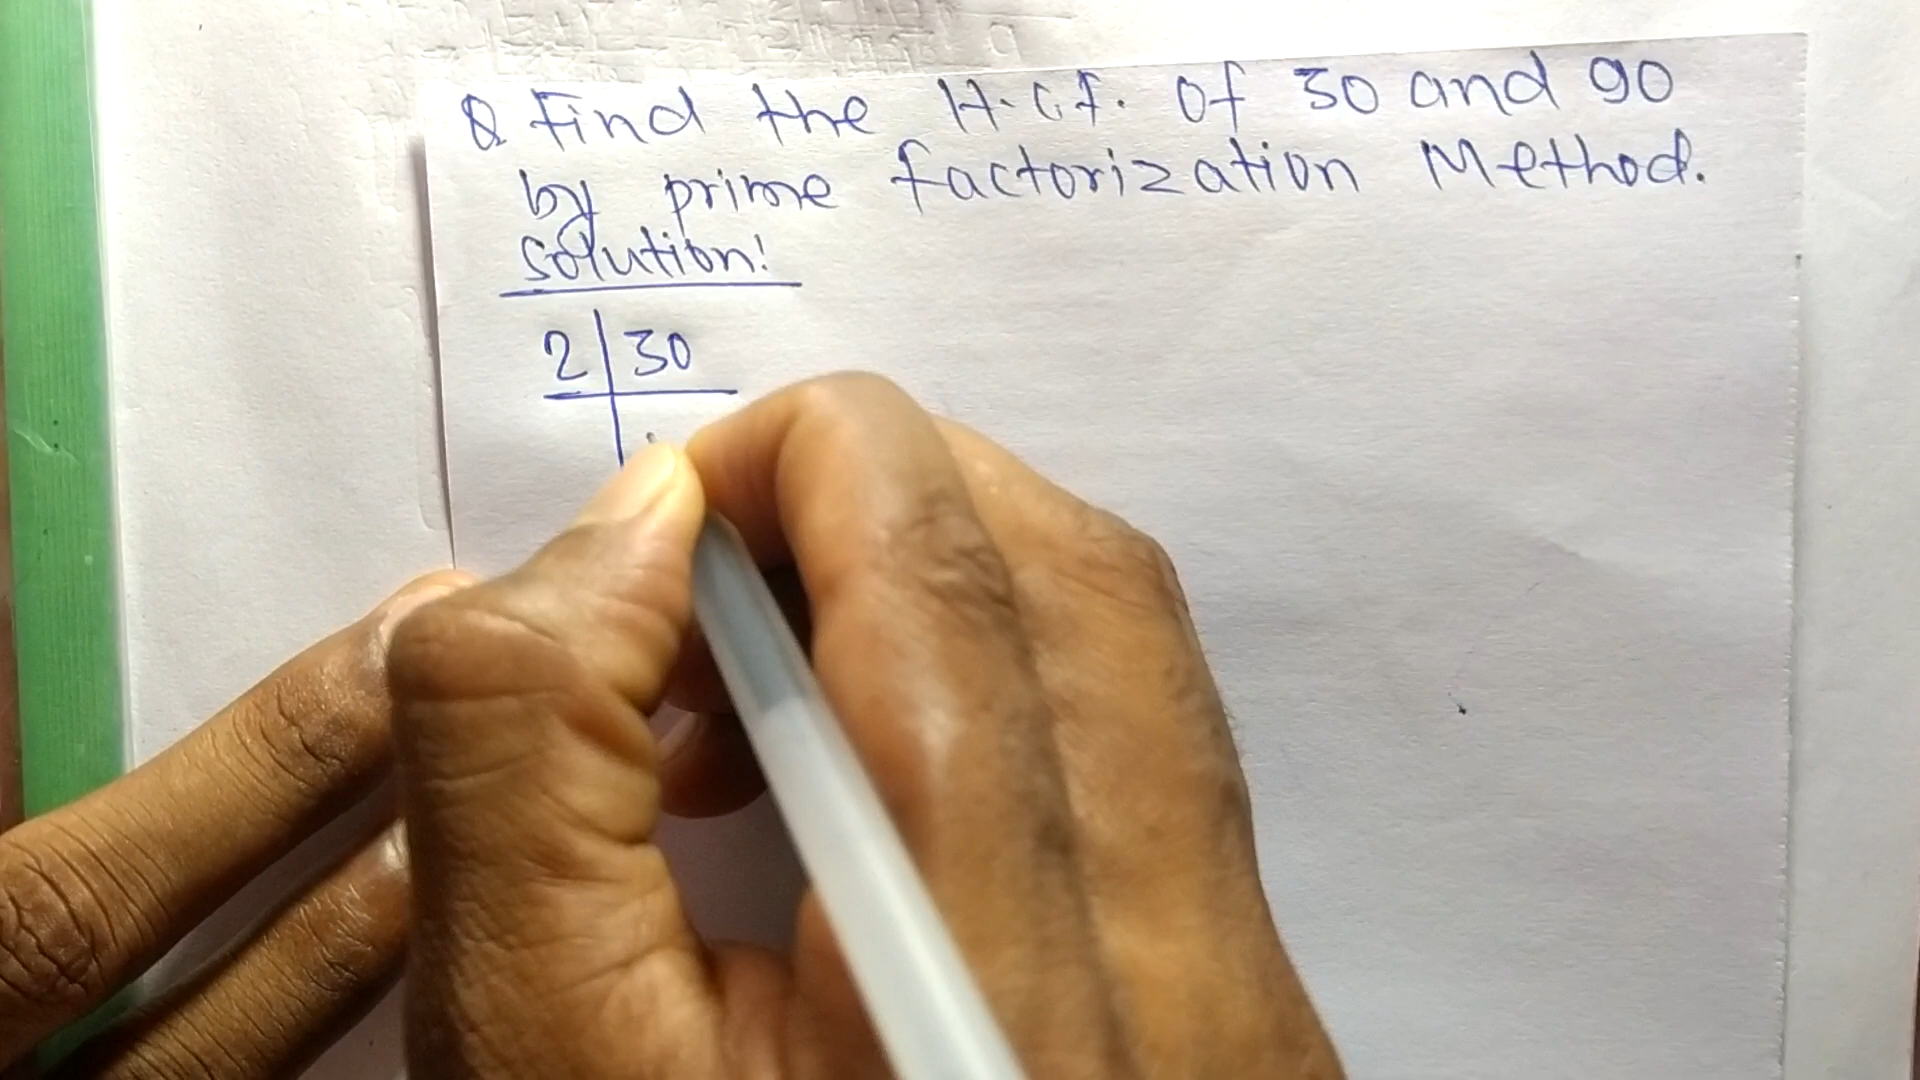 Q Find the H.C.F. of 30 and 90
by prime factorization Method.
solution:
2 | 30